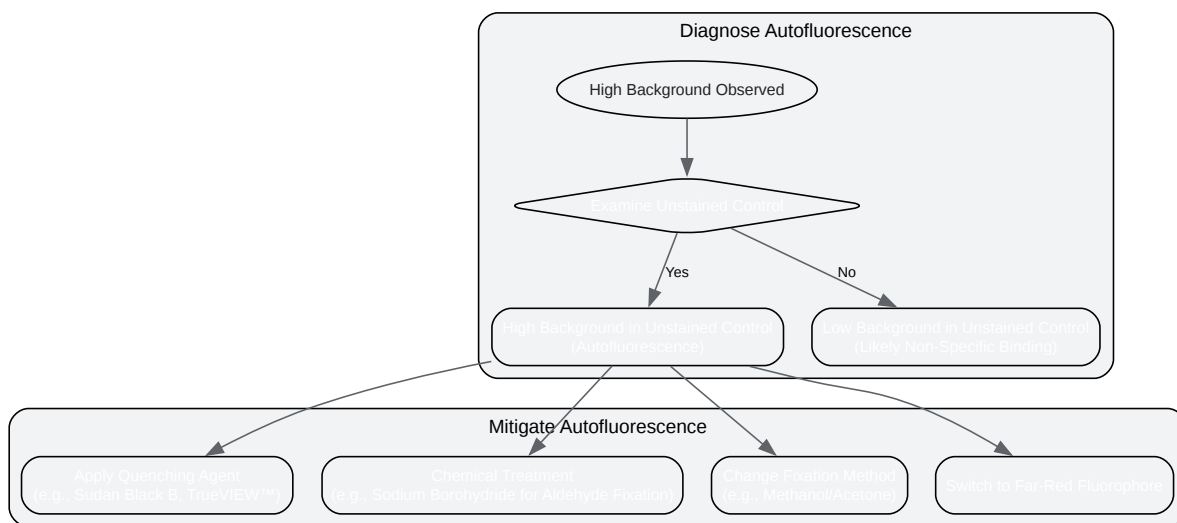 Diagnose Autofluorescence
High Background Observed
Examine Unstained Control
Yes
No
High Background in Unstained Control
(Autofluorescence)
Low Background in Unstained Control
(Likely Non-Specific Binding)
Mitigate Autofluorescence
Apply Quenching Agent
(e.g., Sudan Black B, TrueVIEW™)
Chemical Treatment
(e.g., Sodium Borohydride for Aldehyde Fixation)
Change Fixation Method
(e.g., Methanol/Acetone)
Switch to Far-Red Fluorophore